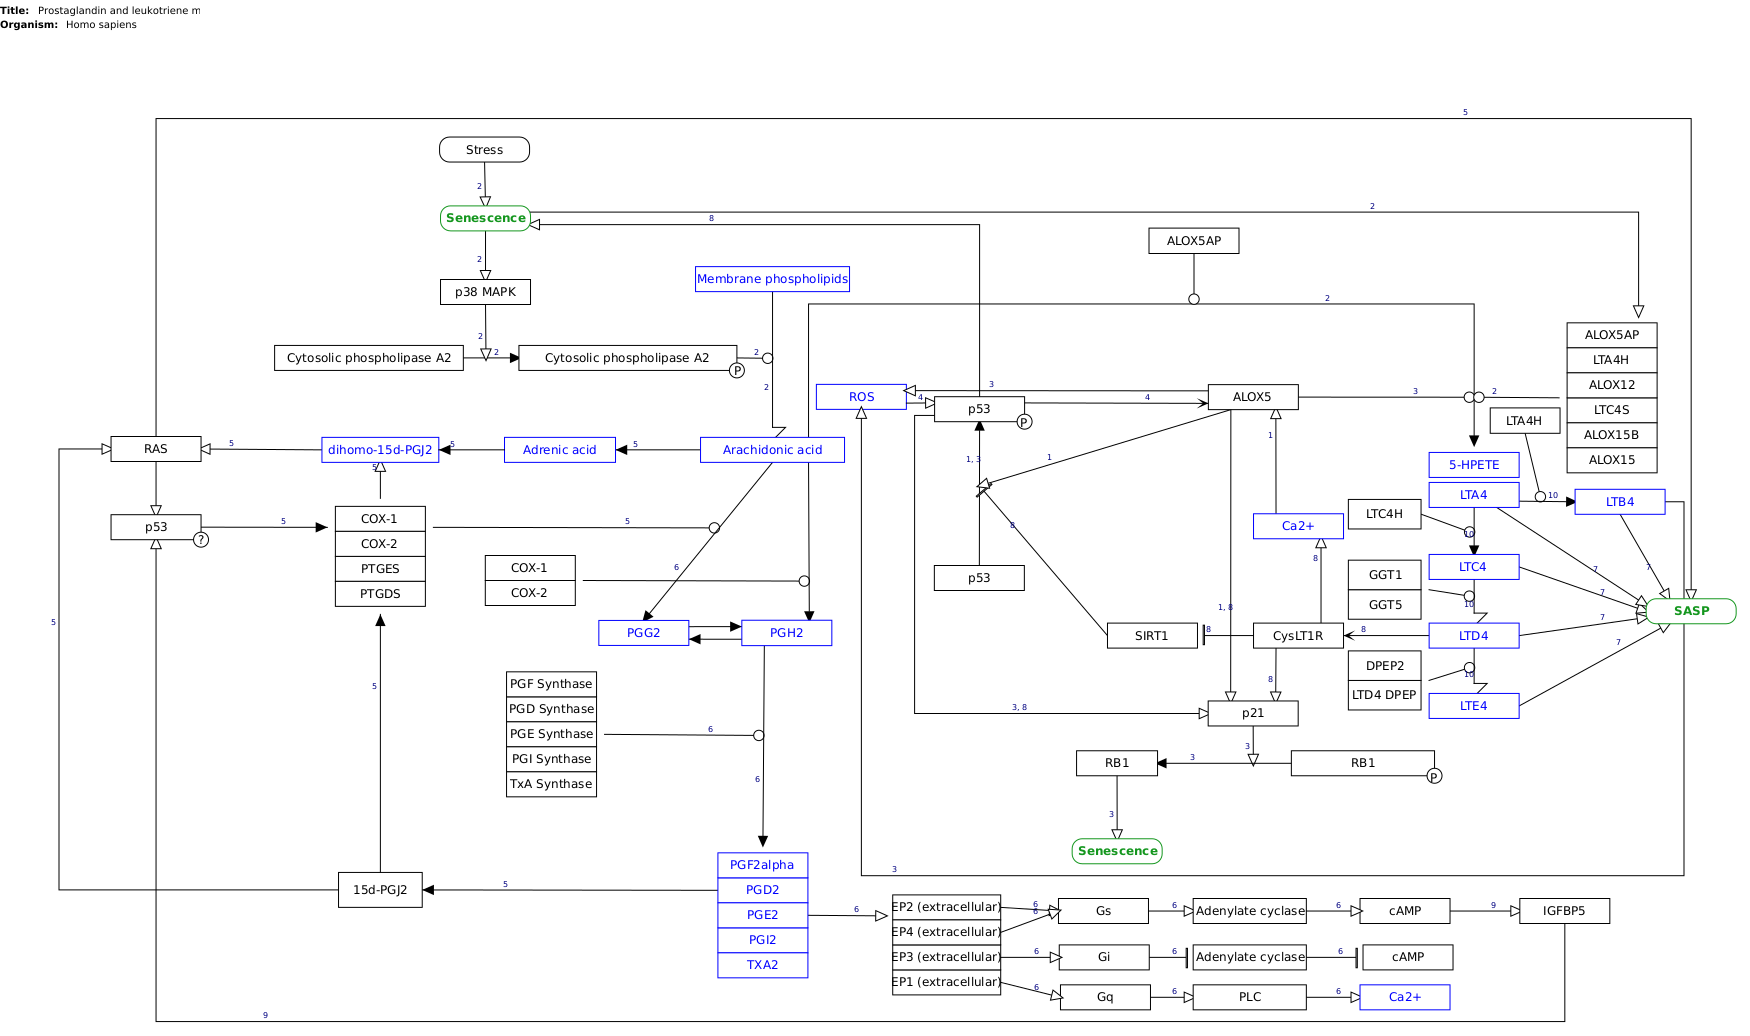 Title: Prostaglandin and leukotriene m
Organism: Homo sapiens
5
Stress
2
Senescence
2
8
ALOX5AP
2
Membrane phospholipids
p38 MAPK
2
2
ALOX5AP
LTA4H
ALOX12
LTC4S
ALOX15B
ALOX15
Cytosolic phospholipase A2
2
Cytosolic phospholipase A2
P
2
2
ROS
4
p53
P
3
4
ALOX5
3
2
LTA4H
RAS
5
dihomo-15d-PGJ2
5
Adrenic acid
5
Arachidonic acid
1
1, 3
1
5-HPETE
LTA4
10
LTB4
5
COX-1
COX-2
PTGES
PTGDS
p53
?
5
5
8
Ca2+
LTC4H
10
COX-1
COX-2
6
p53
8
LTC4
7
7
7
GGT1
GGT5
10
SASP
5
PGG2
PGH2
1, 8
SIRT1
8
CysLT1R
8
LTD4
7
7
5
8
DPEP2
LTD4 DPEP
10
LTE4
PGF Synthase
PGD Synthase
PGE Synthase
PGI Synthase
TxA Synthase
6
6
3, 8
p21
3
RB1
3
RB1
P
3
Senescence
3
15d-PGJ2
5
PGF2alpha
PGD2
PGE2
PGI2
TXA2
6
EP2 (extracellular)
EP4 (extracellular)
EP3 (extracellular)
EP1 (extracellular)
6
6
Gs
6
Adenylate cyclase
6
cAMP
9
IGFBP5
6
Gi
6
Adenylate cyclase
6
cAMP
6
Gq
6
PLC
6
Ca2+
9